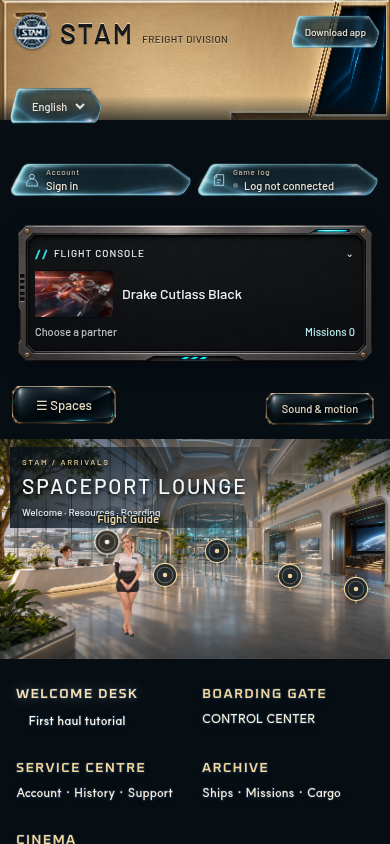 STAM
STAM FREIGHT DIVISION
Download app
English
Account
Sign in
Game log
Log not connected
// FLIGHT CONSOLE
Drake Cutlass Black
Choose a partner
Missions 0
☰ Spaces
Sound & motion
STAM / ARRIVALS
SPACEPORT LOUNGE
Welcome · Resources · Boarding
Flight Guide
WELCOME DESK
First haul tutorial
BOARDING GATE
CONTROL CENTER
SERVICE CENTRE
Account · History · Support
ARCHIVE
Ships · Missions · Cargo
CINEMA